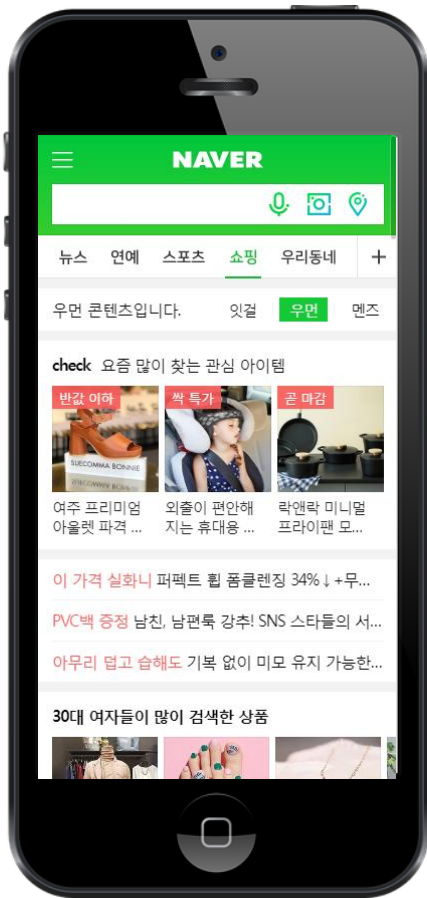 NAVER
뉴스 연예 스포츠 쇼핑 우리동네 +
우먼 콘텐츠입니다. 잇걸 우먼 멘즈
check 요즘 많이 찾는 관심 아이템
반값 이하 싹 특가 곧 마감
SUECOMMA BONNIE
여주 프리미엄
아울렛 파격 ...
외출이 편안해
지는 휴대용 ...
락앤락 미니멀
프라이팬 모...
이 가격 실화니 퍼펙트 휩 폼클렌징 34%↓+무...
PVC백 증정 남친, 남편룩 강추! SNS 스타들의 서...
아무리 덥고 습해도 기복 없이 미모 유지 가능한...
30대 여자들이 많이 검색한 상품